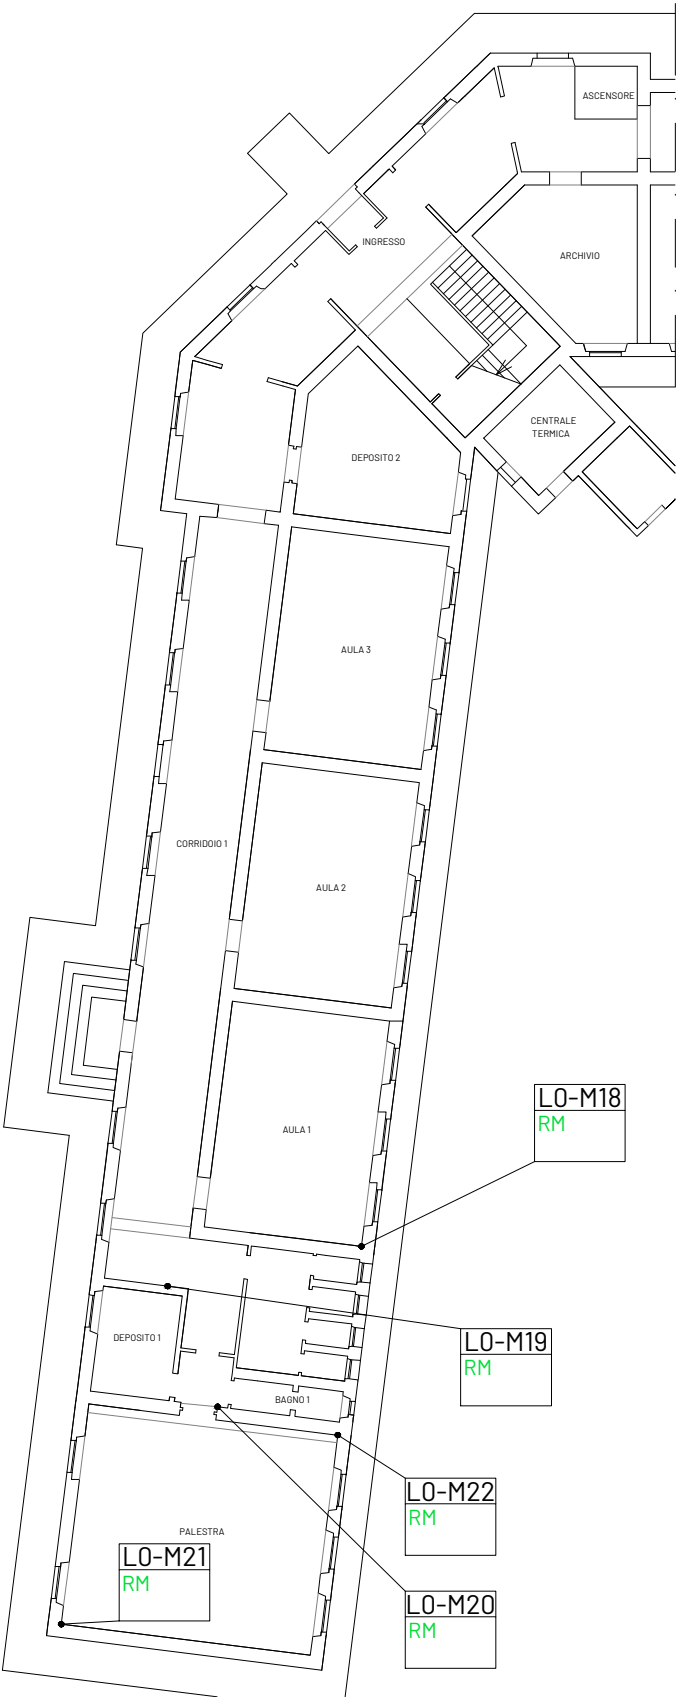 ASCENSORE
INGRESSO
ARCHIVIO
CENTRALE
TERMICA
DEPOSITO 2
AULA 3
CORRIDOIO 1
AULA 2
L0-M18
RM
AULA 1
DEPOSITO 1
L0-M19
RM
BAGNO 1
L0-M22
RM
PALESTRA
L0-M21
RM
L0-M20
RM